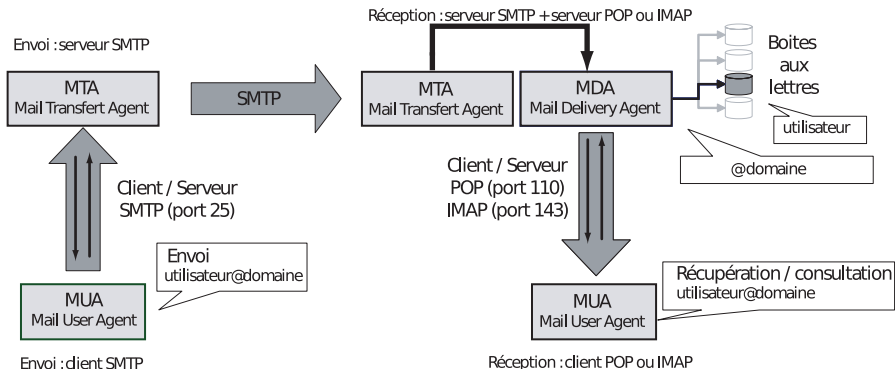 Envoi : serveur SMTP
MTA
Mail Transfert Agent
SMTP
Réception : serveur SMTP + serveur POP ou IMAP
MTA
Mail Transfert Agent
MDA
Mail Delivery Agent
Boites
aux
lettres
utilisateur
@domaine
Client / Serveur
SMTP (port 25)
Client / Serveur
POP (port 110)
IMAP (port 143)
Envoi
utilisateur@domaine
MUA
Mail User Agent
Envoi : client SMTP
Récupération / consultation
utilisateur@domaine
MUA
Mail User Agent
Réception : client POP ou IMAP